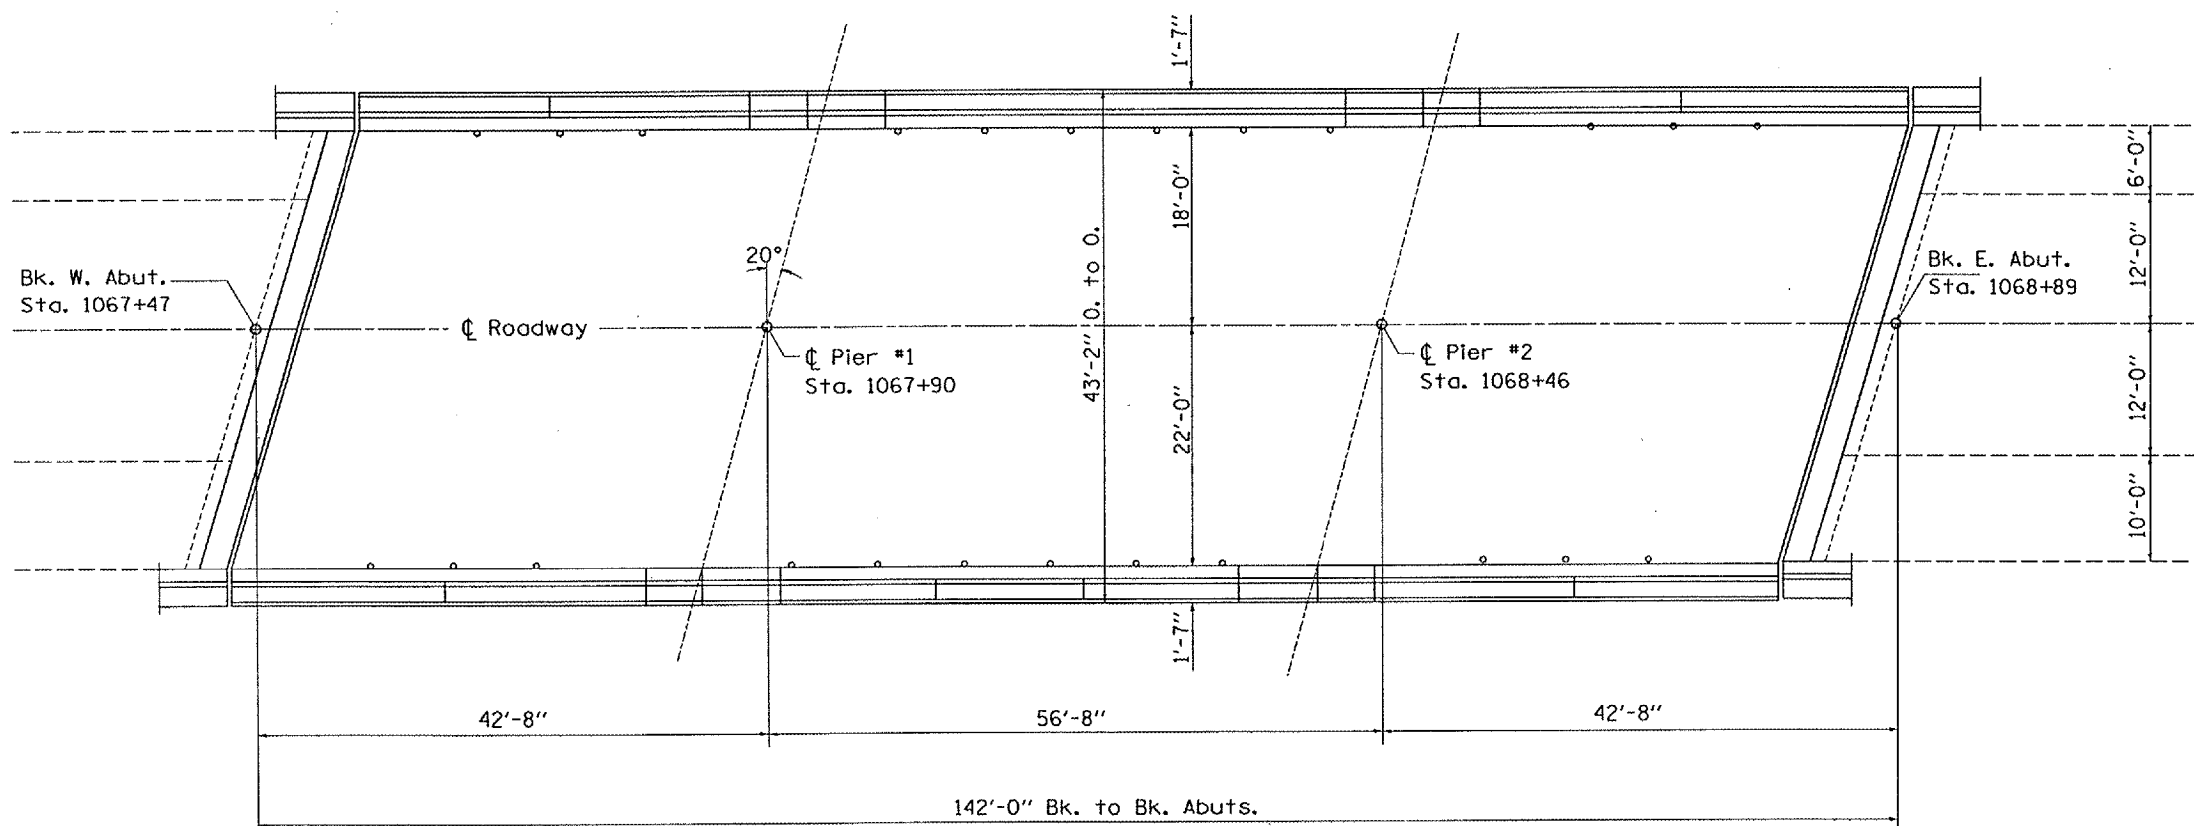 1'-7"
6'-0"
18'-0"
12'-0"
43'-2" O. to O.
20°
Bk. W. Abut.
Sta. 1067+47
Bk. E. Abut.
Sta. 1068+89
℄ Roadway
℄ Pier #1
Sta. 1067+90
℄ Pier #2
Sta. 1068+46
22'-0"
12'-0"
10'-0"
1'-7"
42'-8"
56'-8"
42'-8"
142'-0" Bk. to Bk. Abuts.